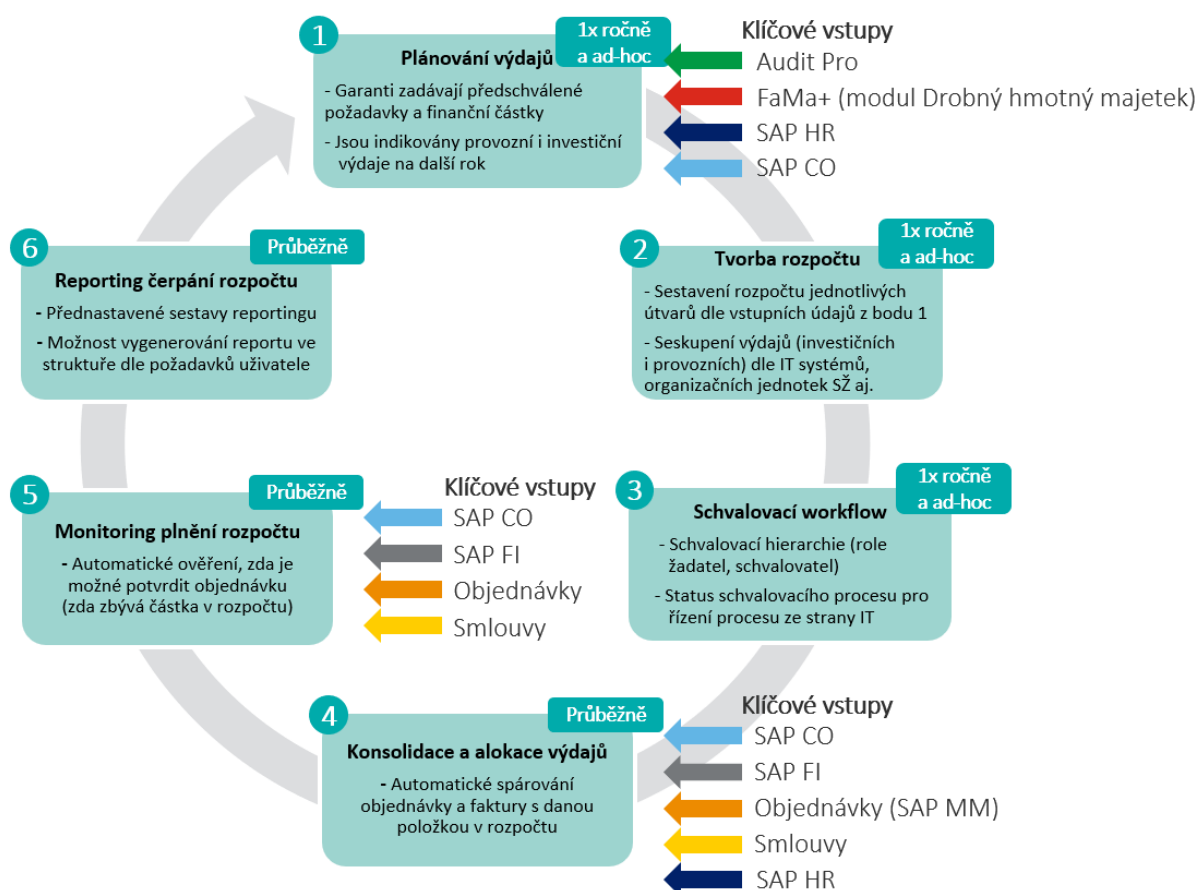 1
1x ročně
a ad-hoc
Plánování výdajů
- Garanti zadávají předschválené
požadavky a finanční částky
- Jsou indikovány provozní i investiční
výdaje na další rok
Klíčové vstupy
Audit Pro
FaMa+ (modul Drobný hmotný majetek)
SAP HR
SAP CO
2
1x ročně
a ad-hoc
Tvorba rozpočtu
- Sestavení rozpočtu jednotlivých
útvarů dle vstupních údajů z bodu 1
- Seskupení výdajů (investičních
i provozních) dle IT systémů,
organizačních jednotek SŽ aj.
3
1x ročně
a ad-hoc
Schvalovací workflow
- Schvalovací hierarchie (role
žadatel, schvalovatel)
- Status schvalovacího procesu pro
řízení procesu ze strany IT
4
Průběžně
Konsolidace a alokace výdajů
- Automatické spárování
objednávky a faktury s danou
položkou v rozpočtu
Klíčové vstupy
SAP CO
SAP FI
Objednávky (SAP MM)
Smlouvy
SAP HR
5
Průběžně
Monitoring plnění rozpočtu
- Automatické ověření, zda je
možné potvrdit objednávku
(zda zbývá částka v rozpočtu)
Klíčové vstupy
SAP CO
SAP FI
Objednávky
Smlouvy
6
Průběžně
Reporting čerpání rozpočtu
- Přednastavené sestavy reportingu
- Možnost vygenerování reportu ve
struktuře dle požadavků uživatele